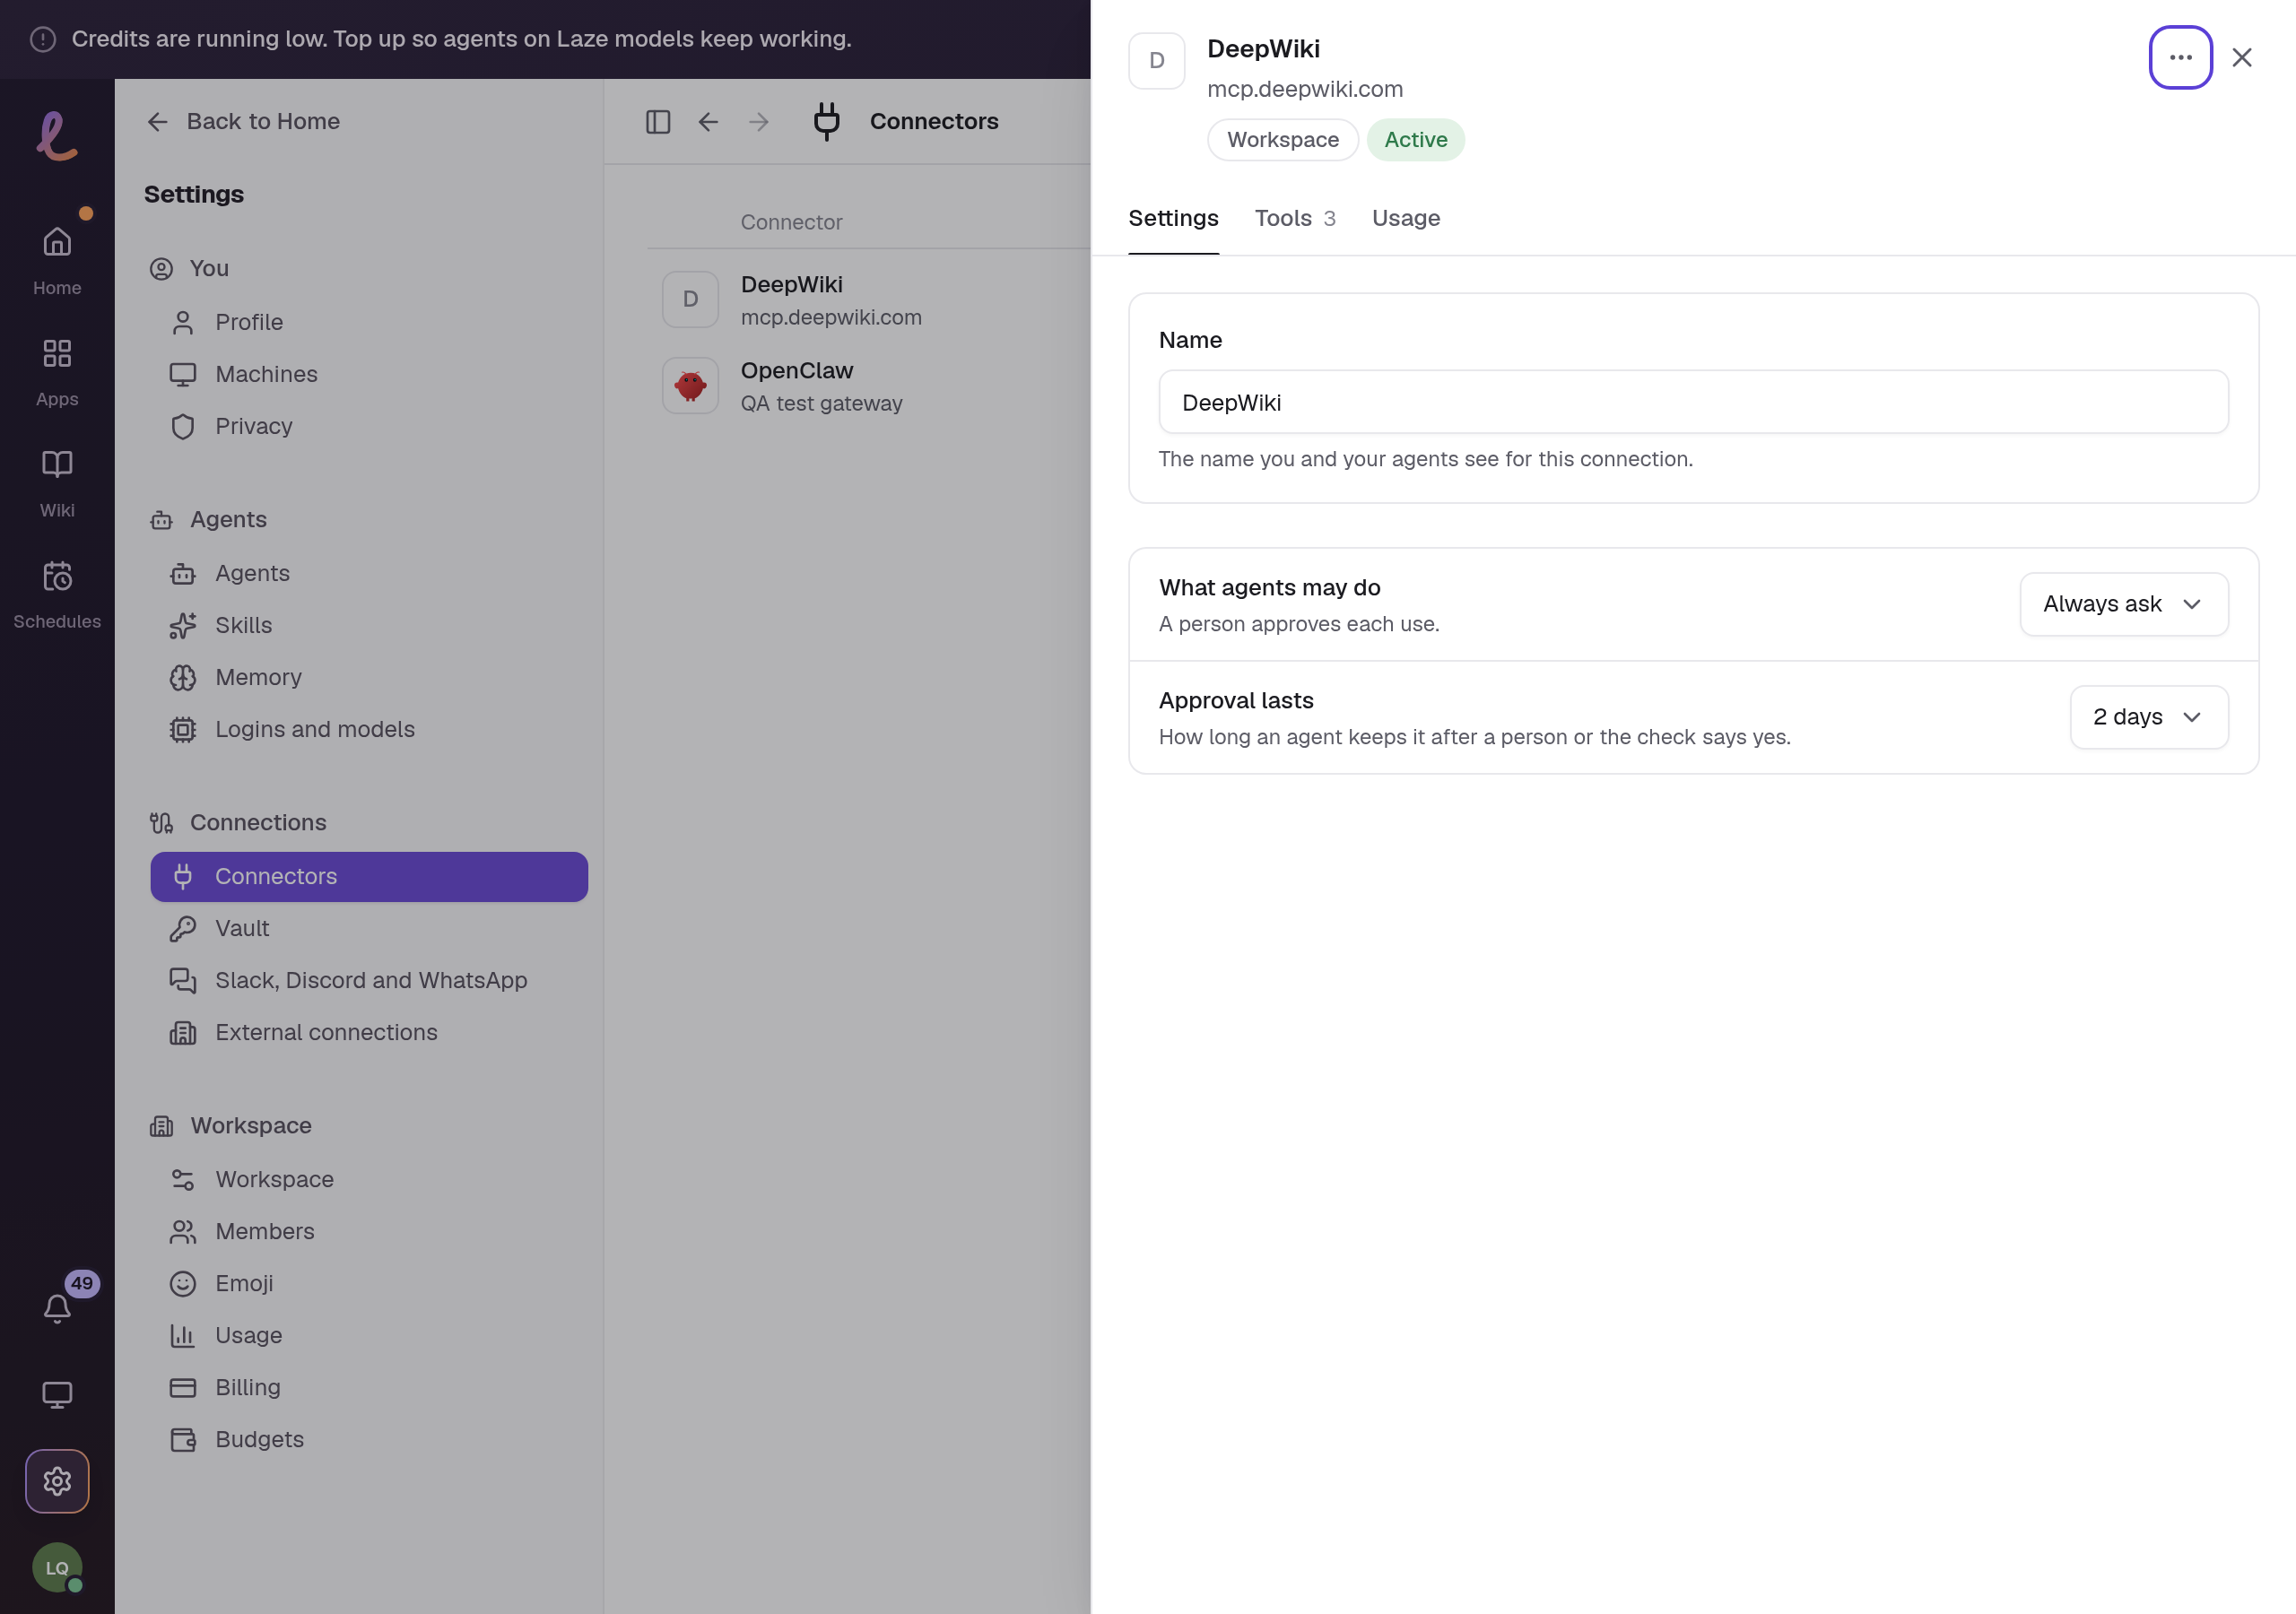 Credits are running low. Top up so agents on Laze models keep working.
Home
Apps
Wiki
Schedules
49
LQ
Back to Home
Settings
You
Profile
Machines
Privacy
Agents
Agents
Skills
Memory
Logins and models
Connections
Connectors
Vault
Slack, Discord and WhatsApp
External connections
Workspace
Workspace
Members
Emoji
Usage
Billing
Budgets
Connectors
Connector
D
DeepWiki
mcp.deepwiki.com
OpenClaw
QA test gateway
D
DeepWiki
mcp.deepwiki.com
Workspace Active
Settings Tools 3 Usage
Name
DeepWiki
The name you and your agents see for this connection.
What agents may do
A person approves each use.
Always ask
Approval lasts
How long an agent keeps it after a person or the check says yes.
2 days